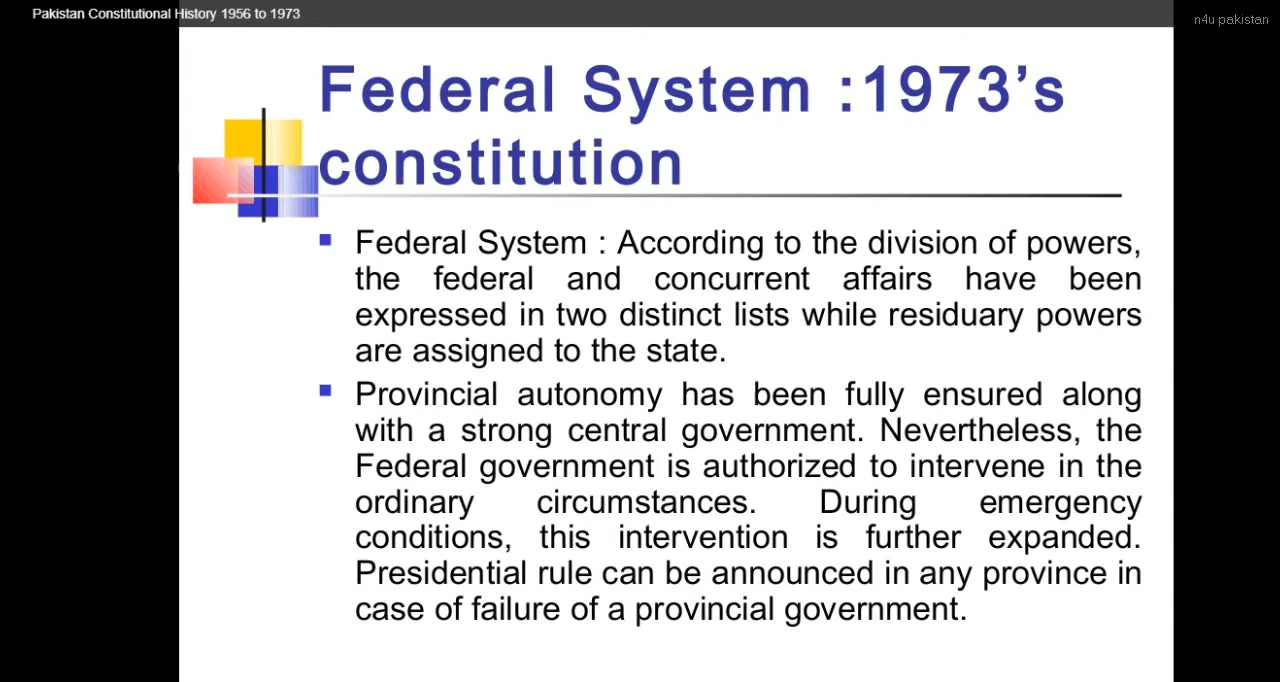 Pakistan Constitutional History 1956 to 1973
n4u pakistan
Federal System :1973’s
constitution
Federal System : According to the division of powers,
the federal and concurrent affairs have been
expressed in two distinct lists while residuary powers
are assigned to the state.
Provincial autonomy has been fully ensured along
with a strong central government. Nevertheless, the
Federal government is authorized to intervene in the
ordinary circumstances. During emergency
conditions, this intervention is further expanded.
Presidential rule can be announced in any province in
case of failure of a provincial government.